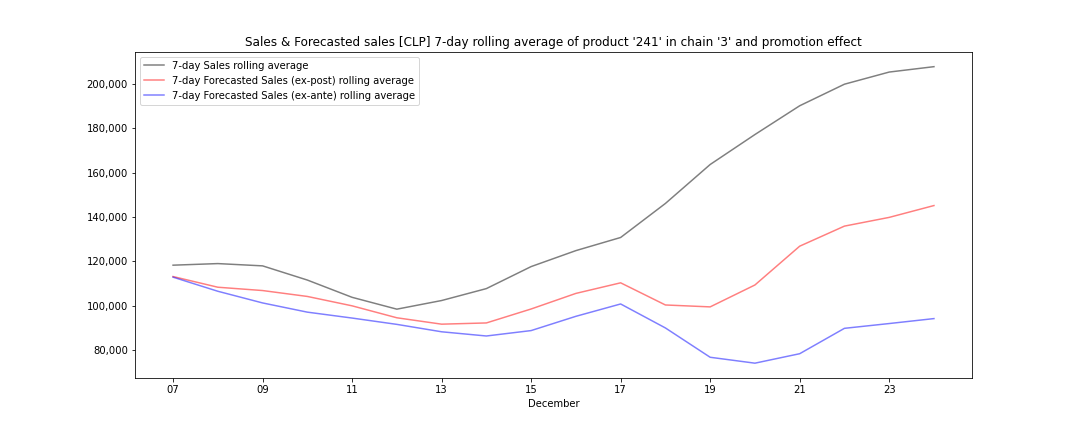 Sales & Forecasted sales [CLP] 7-day rolling average of product '241' in chain '3' and promotion effect
7-day Sales rolling average
7-day Forecasted Sales (ex-post) rolling average
7-day Forecasted Sales (ex-ante) rolling average
200,000
180,000
160,000
140,000
120,000
100,000
80,000
07 09 11 13 15 17 19 21 23
December